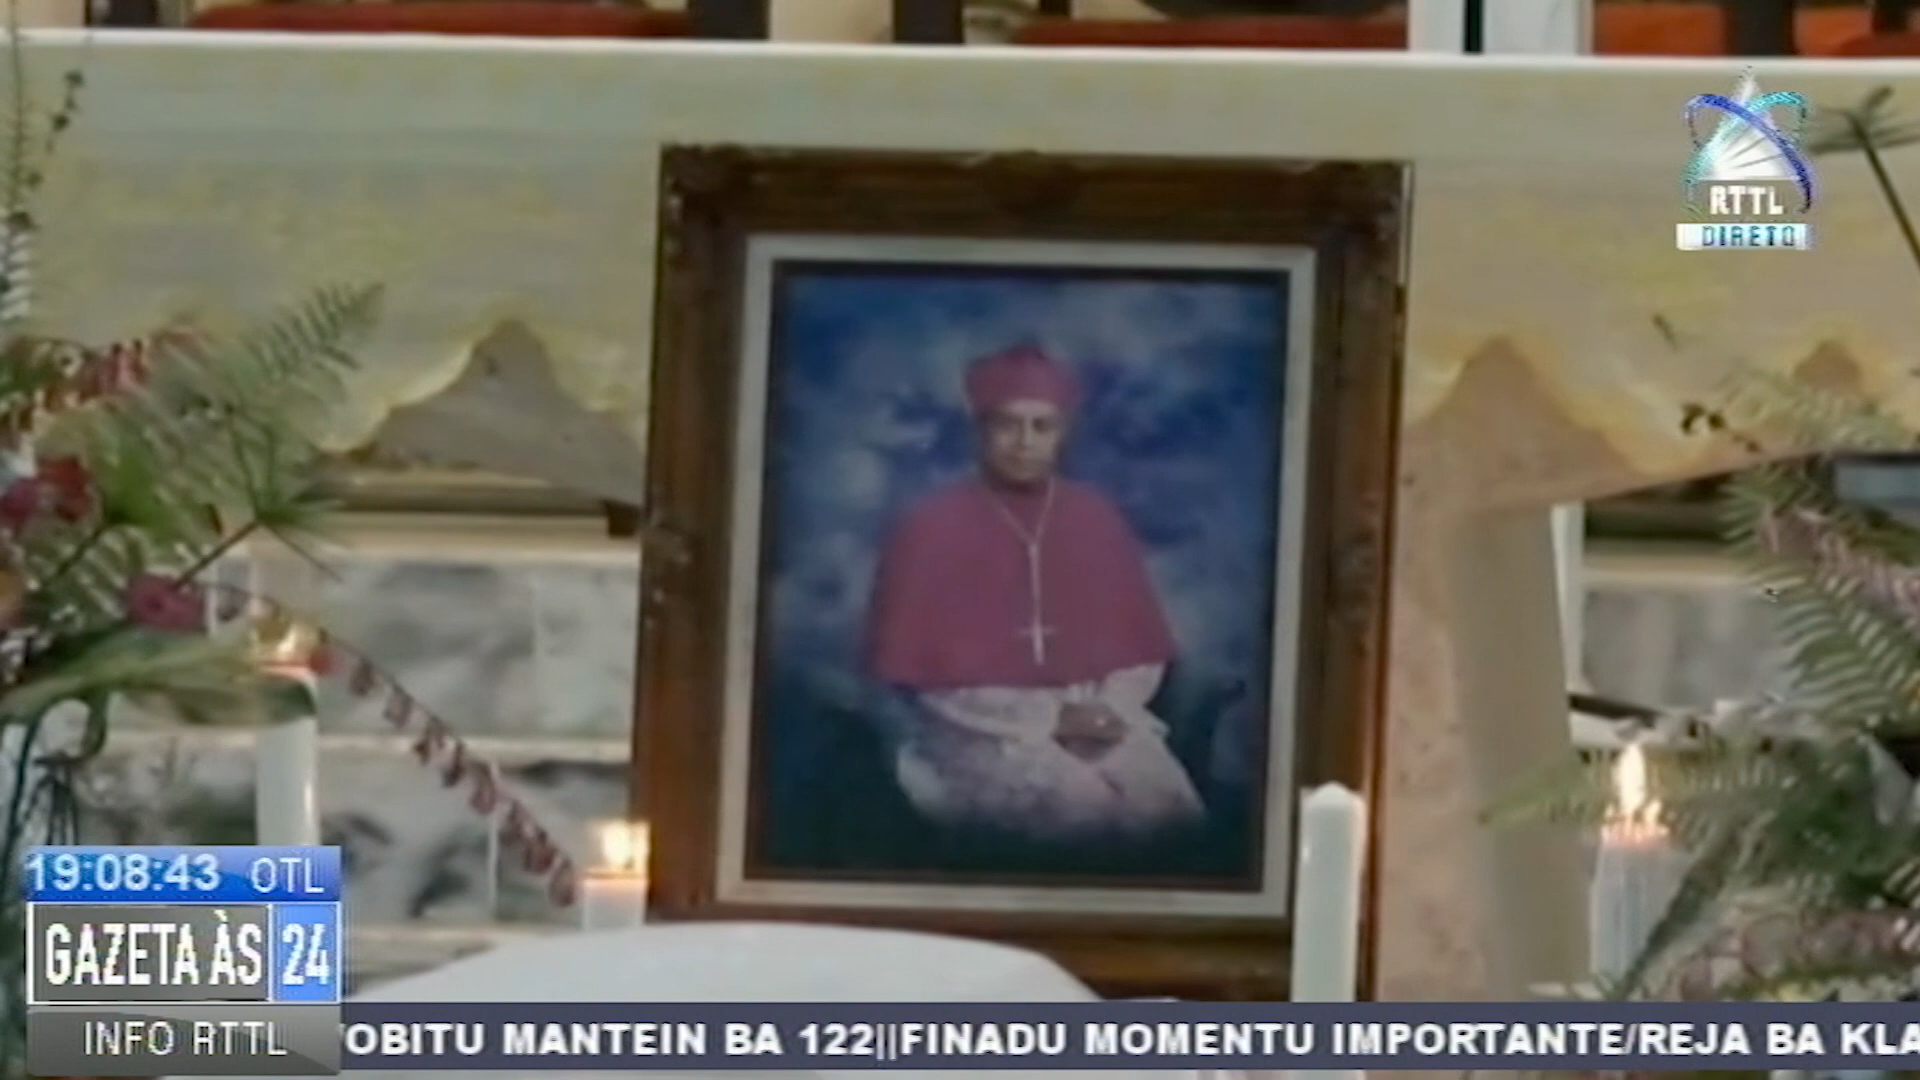 RTTL
DIRETO
19:08:43 OTL
GAZETA ÀS 24
INFO RTTL
OBITU MANTEIN BA 122||FINADU MOMENTU IMPORTANTE/REJA BA KLA